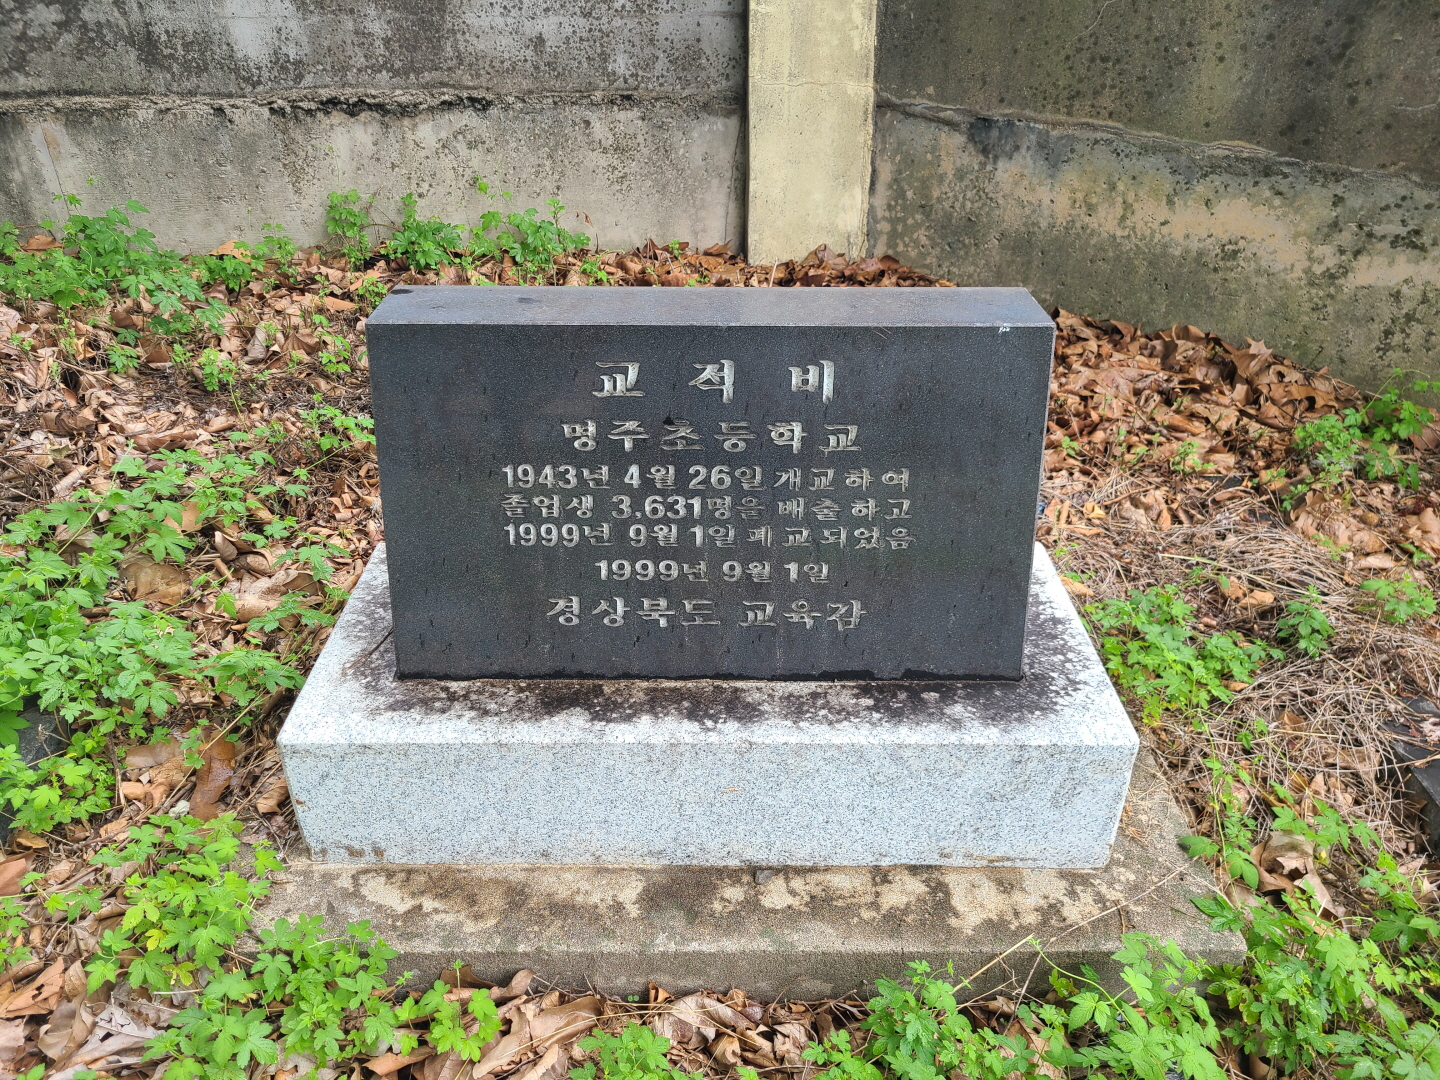 교적비
명주초등학교
1943년 4월 26일 개교하여
졸업생 3,631명을 배출하고
1999년 9월 1일 폐교되었음
1999년 9월 1일
경상북도 교육감